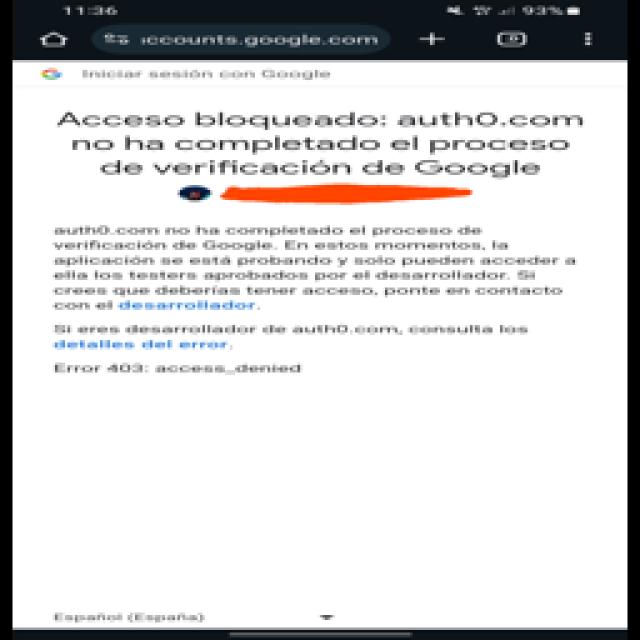 11:36
93%
accounts.google.com
Iniciar sesión con Google
Acceso bloqueado: auth0.com
no ha completado el proceso
de verificación de Google
auth0.com no ha completado el proceso de
verificación de Google. En estos momentos, la
aplicación se está probando y solo pueden acceder a
ella los testers aprobados por el desarrollador. Si
crees que deberías tener acceso, ponte en contacto
con el desarrollador.
Si eres desarrollador de auth0.com, consulta los
detalles del error.
Error 403: access_denied
Español (España)